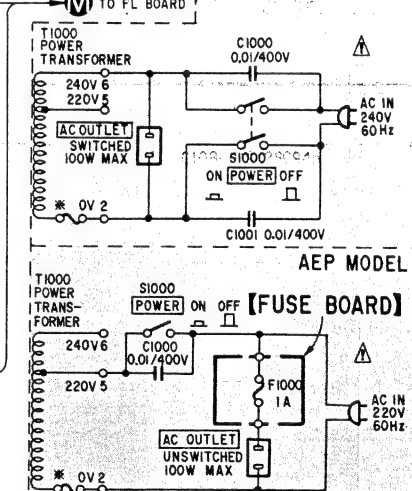 M TO FL BOARD
T1000
POWER
TRANSFORMER
240V 6
220V 5
AC OUTLET
SWITCHED
100W MAX
C1000
0.01/400V
S1000
ON POWER OFF
AC IN
240V
60Hz
※ 0V 2
C1001 0.01/400V
AEP MODEL
T1000
POWER
TRANS-
FORMER
240V 6
220V 5
S1000
POWER ON OFF
C1000
0.01/400V
【FUSE BOARD】
F1000
1A
AC OUTLET
UNSWITCHED
100W MAX
AC IN
220V
60Hz
※ 0V 2